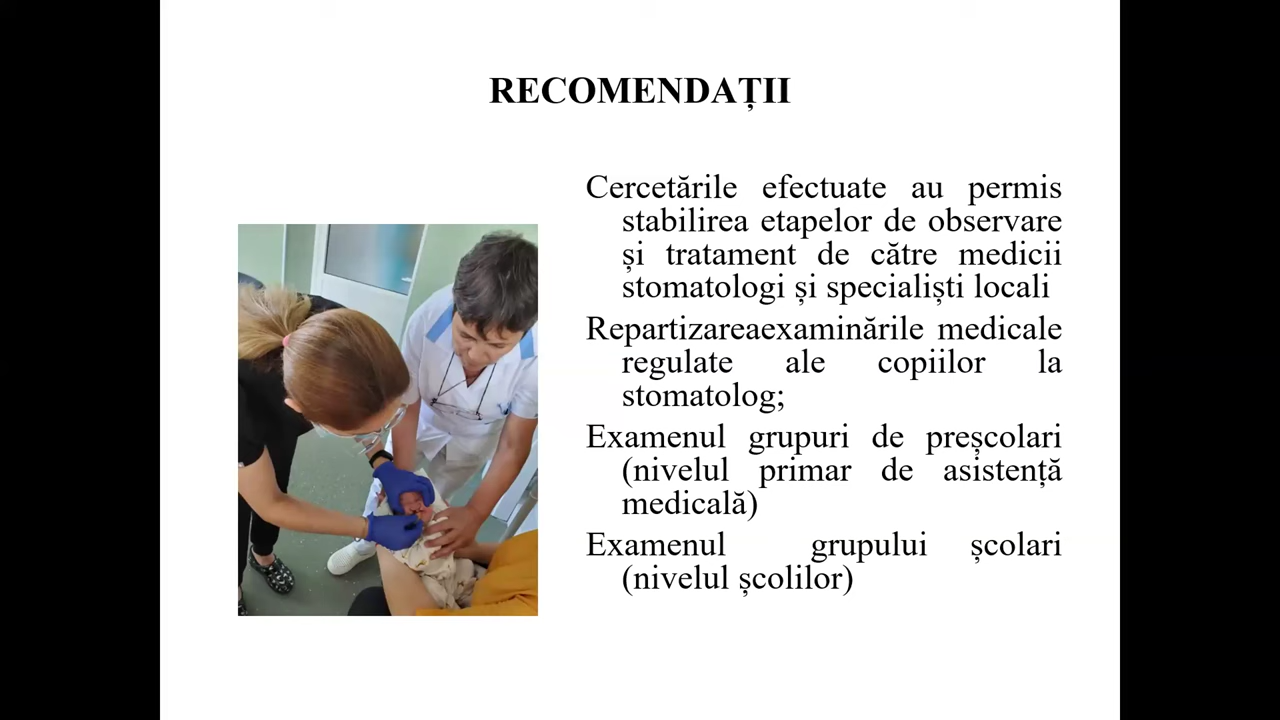 RECOMENDAȚII
Cercetările efectuate au permis
stabilirea etapelor de observare
și tratament de către medicii
stomatologi și specialiști locali
Repartizareaexaminările medicale
regulate ale copiilor la
stomatolog;
Examenul grupuri de preșcolari
(nivelul primar de asistență
medicală)
Examenul grupului școlari
(nivelul școlilor)